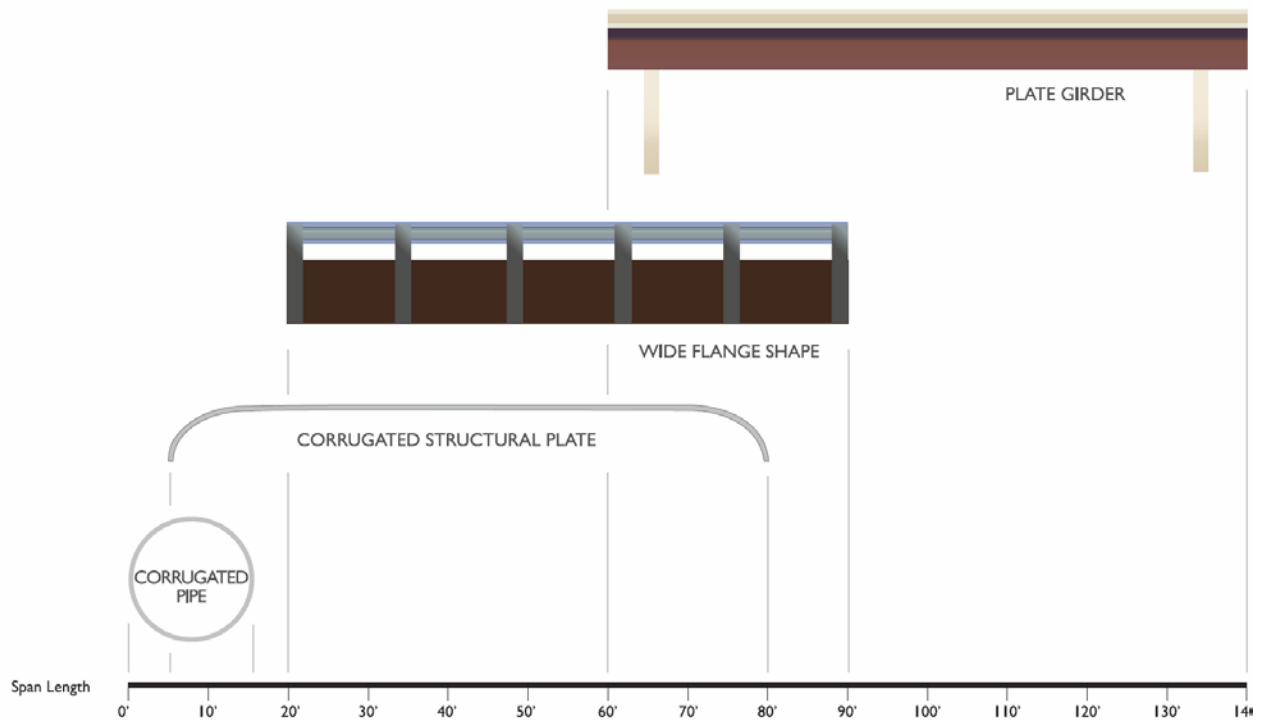 PLATE GIRDER
WIDE FLANGE SHAPE
CORRUGATED STRUCTURAL PLATE
CORRUGATED
PIPE
Span Length
0' 10' 20' 30' 40' 50' 60' 70' 80' 90' 100' 110' 120' 130'